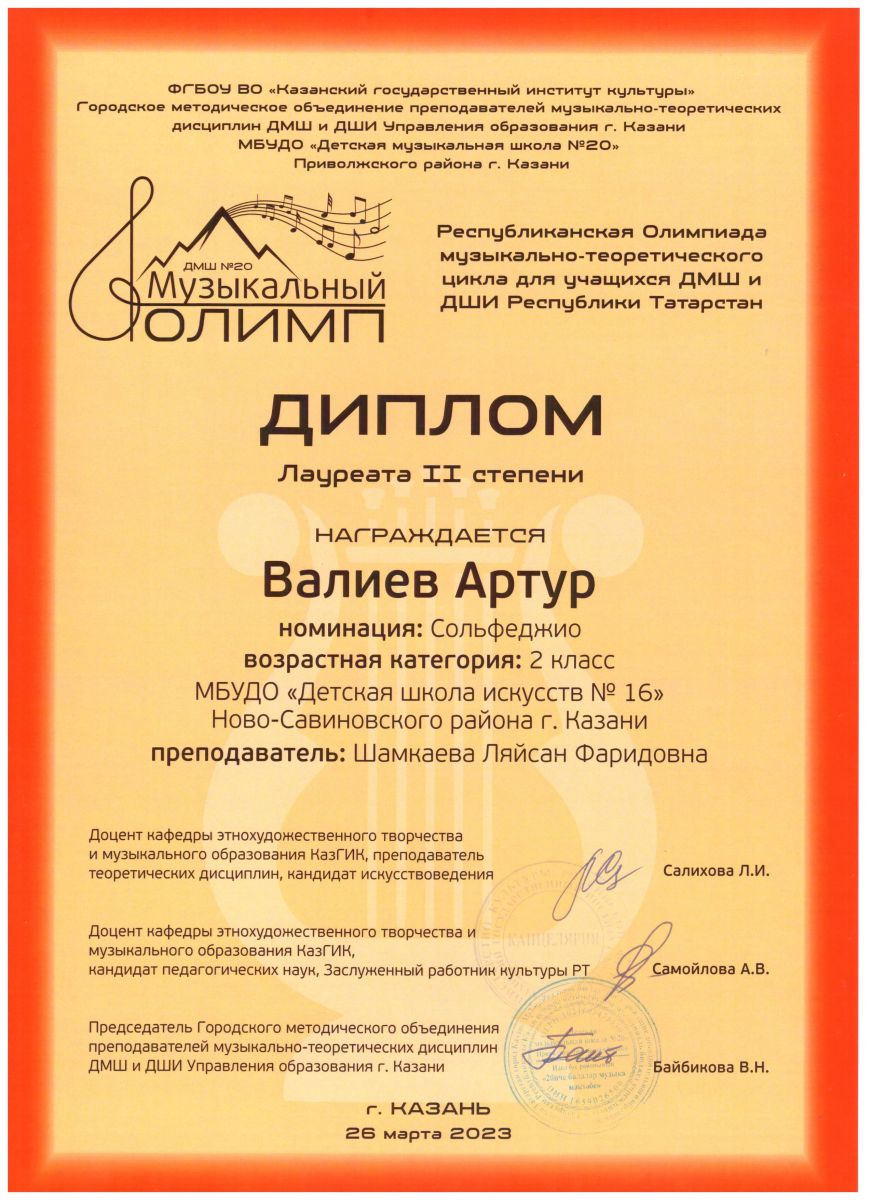 ФГБОУ ВО «Казанский государственный институт культуры»
Городское методическое объединение преподавателей музыкально-теоретических
дисциплин ДМШ и ДШИ Управления образования г. Казани
МБУДО «Детская музыкальная школа №20»
Приволжского района г. Казани
ДМШ №20
Музыкальный
ОЛИМП
Республиканская Олимпиада
музыкально-теоретического
цикла для учащихся ДМШ и
ДШИ Республики Татарстан
ДИПЛОМ
Лауреата II степени
НАГРАЖДАЕТСЯ
Валиев Артур
номинация: Сольфеджио
возрастная категория: 2 класс
МБУДО «Детская школа искусств № 16»
Ново-Савиновского района г. Казани
преподаватель: Шамкаева Ляйсан Фаридовна
Доцент кафедры этнохудожественного творчества
и музыкального образования КазГИК, преподаватель
теоретических дисциплин, кандидат искусствоведения
Салихова Л.И.
КАНЦЕЛЯРИЯ
Доцент кафедры этнохудожественного творчества и
музыкального образования КазГИК,
кандидат педагогических наук, Заслуженный работник культуры РТ
Самойлова А.В.
Председатель Городского методического объединения
преподавателей музыкально-теоретических дисциплин
ДМШ и ДШИ Управления образования г. Казани
Байбикова В.Н.
г. КАЗАНЬ
26 марта 2023